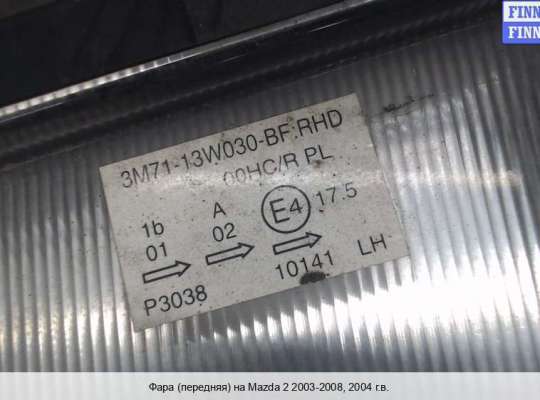 FINN
FINN
3M71-13W030-BF:RHD
00HC/R PL
1b A E4 17.5
01 02
P3038 10141 LH
Фара (передняя) на Mazda 2 2003-2008, 2004 г.в.